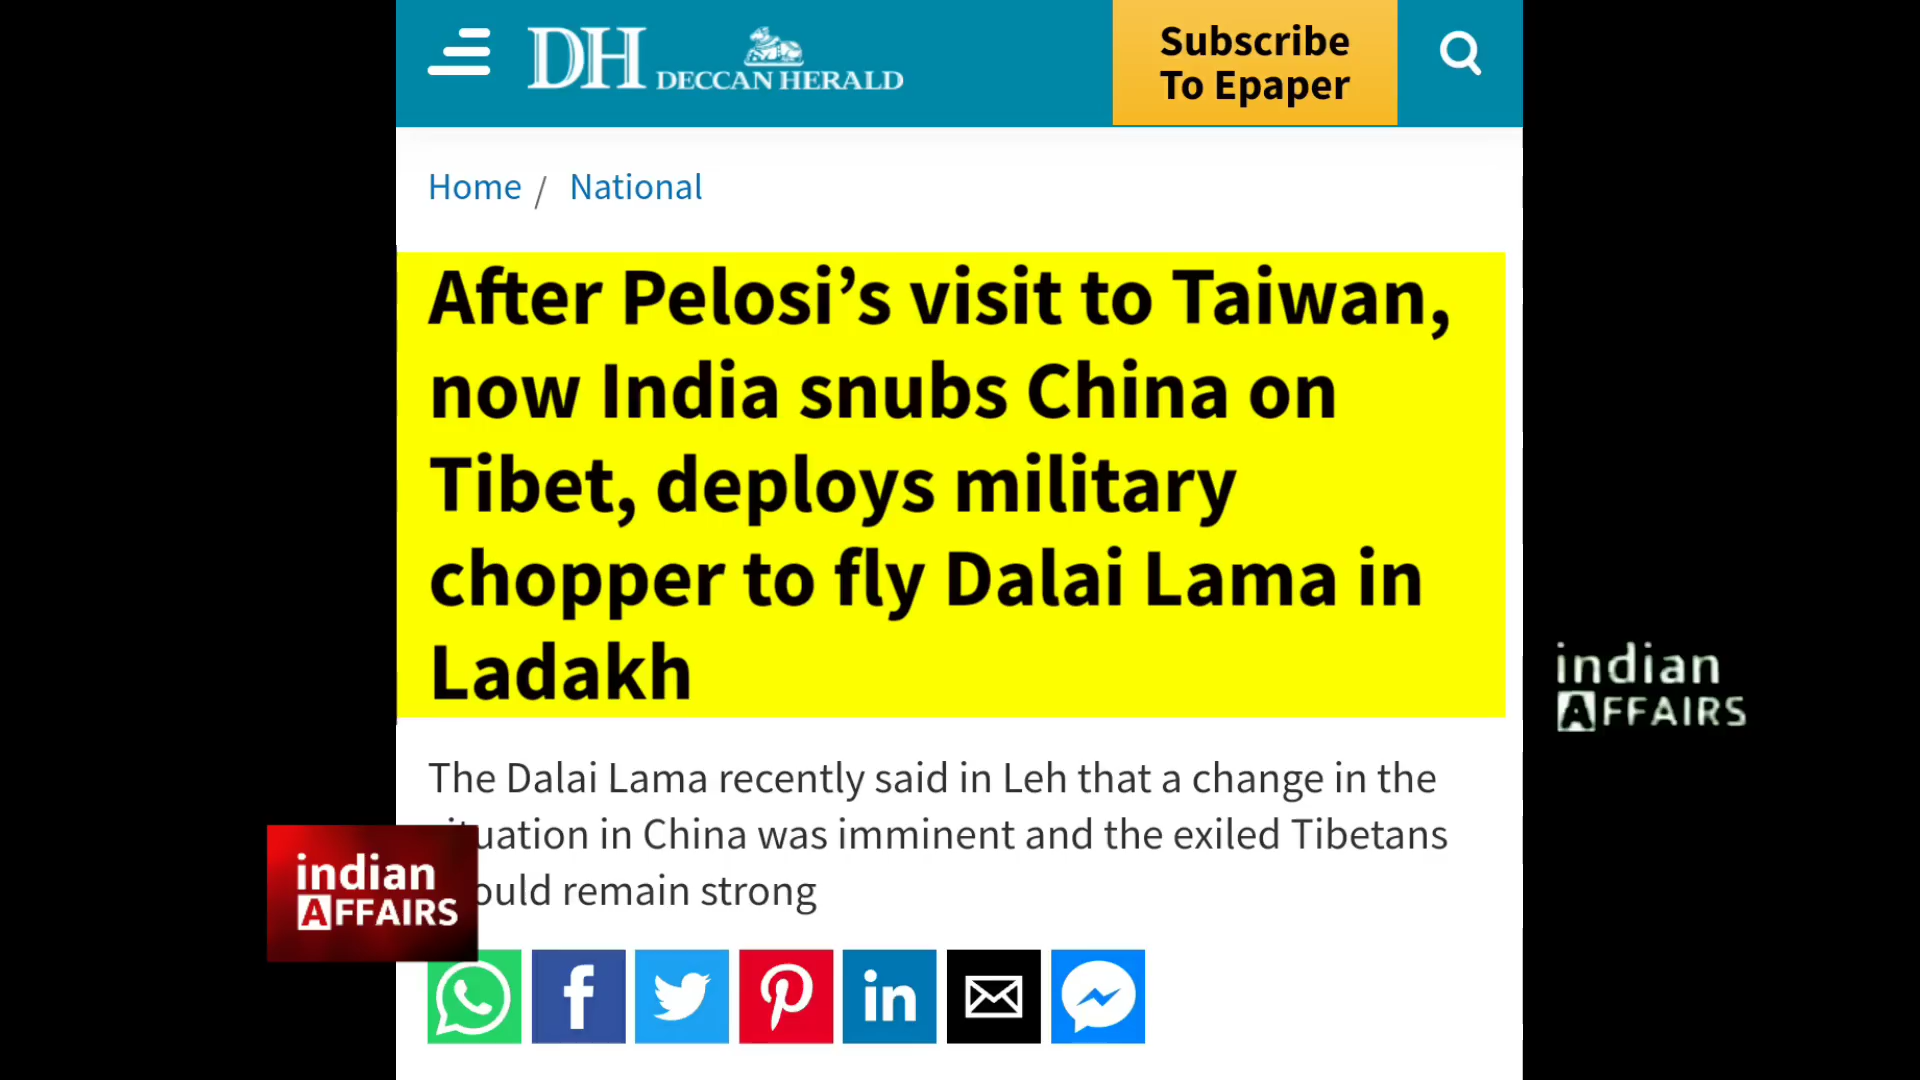 DH DECCAN HERALD
Subscribe
To Epaper
Home / National
After Pelosi’s visit to Taiwan,
now India snubs China on
Tibet, deploys military
chopper to fly Dalai Lama in
Ladakh
indian
AFFAIRS
The Dalai Lama recently said in Leh that a change in the
uation in China was imminent and the exiled Tibetans
ould remain strong
indian
AFFAIRS
f
in